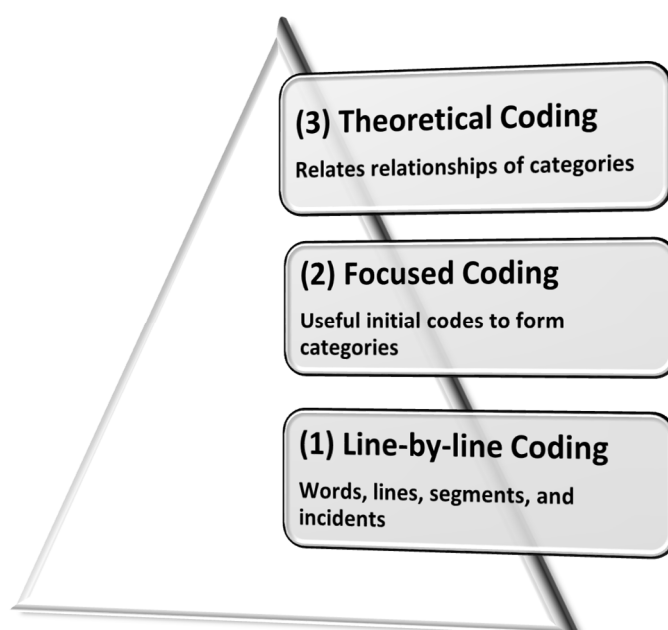 (3) Theoretical Coding
Relates relationships of categories
(2) Focused Coding
Useful initial codes to form
categories
(1) Line-by-line Coding
Words, lines, segments, and
incidents